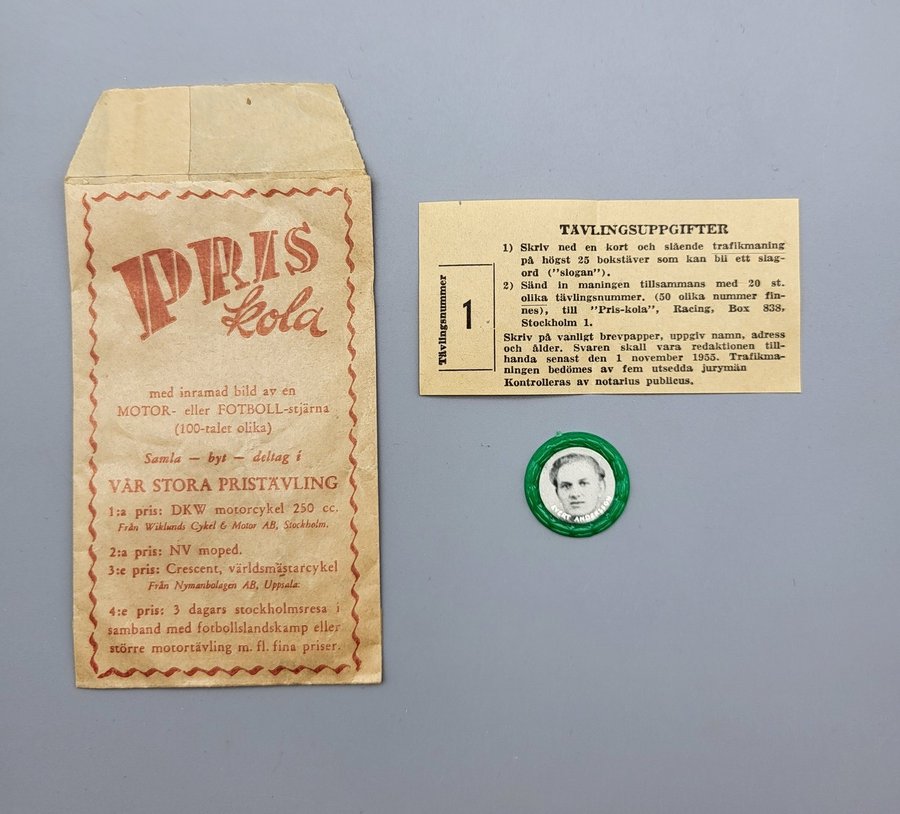 PRIS
kola
med inramad bild av en
MOTOR- eller FOTBOLL-stjärna
(100-talet olika)
Samla — byt — deltag i
VÅR STORA PRISTÄVLING
1:a pris: DKW motorcykel 250 cc.
Från Wiklunds Cykel & Motor AB, Stockholm.
2:a pris: NV moped.
3:e pris: Crescent, världsmästarcykel
Från Nymanbolagen AB, Uppsala.
4:e pris: 3 dagars stockholmsresa i
samband med fotbollslandskamp eller
större motortävling m. fl. fina priser.
Tävlingsnummer
1
TÄVLINGSUPPGIFTER
1) Skriv ned en kort och slående trafikmaning
på högst 25 bokstäver som kan bli ett slag-
ord ("slogan").
2) Sänd in maningen tillsammans med 20 st.
olika tävlingsnummer. (50 olika nummer fin-
nes), till "Pris-kola", Racing, Box 838,
Stockholm 1.
Skriv på vanligt brevpapper, uppgiv namn, adress
och ålder. Svaren skall vara redaktionen till-
handa senast den 1 november 1955. Trafikma-
ningen bedömes av fem utsedda jurymän
Kontrolleras av notarius publicus.
ANDERSSON